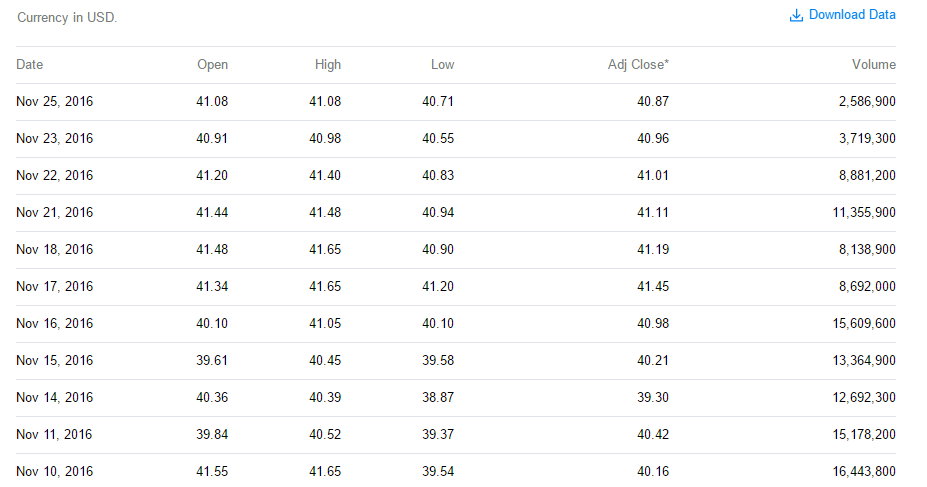 Currency in USD.
Download Data
Date Open High Low Adj Close* Volume
Nov 25, 2016 41.08 41.08 40.71 40.87 2,586,900
Nov 23, 2016 40.91 40.98 40.55 40.96 3,719,300
Nov 22, 2016 41.20 41.40 40.83 41.01 8,881,200
Nov 21, 2016 41.44 41.48 40.94 41.11 11,355,900
Nov 18, 2016 41.48 41.65 40.90 41.19 8,138,900
Nov 17, 2016 41.34 41.65 41.20 41.45 8,692,000
Nov 16, 2016 40.10 41.05 40.10 40.98 15,609,600
Nov 15, 2016 39.61 40.45 39.58 40.21 13,364,900
Nov 14, 2016 40.36 40.39 38.87 39.30 12,692,300
Nov 11, 2016 39.84 40.52 39.37 40.42 15,178,200
Nov 10, 2016 41.55 41.65 39.54 40.16 16,443,800